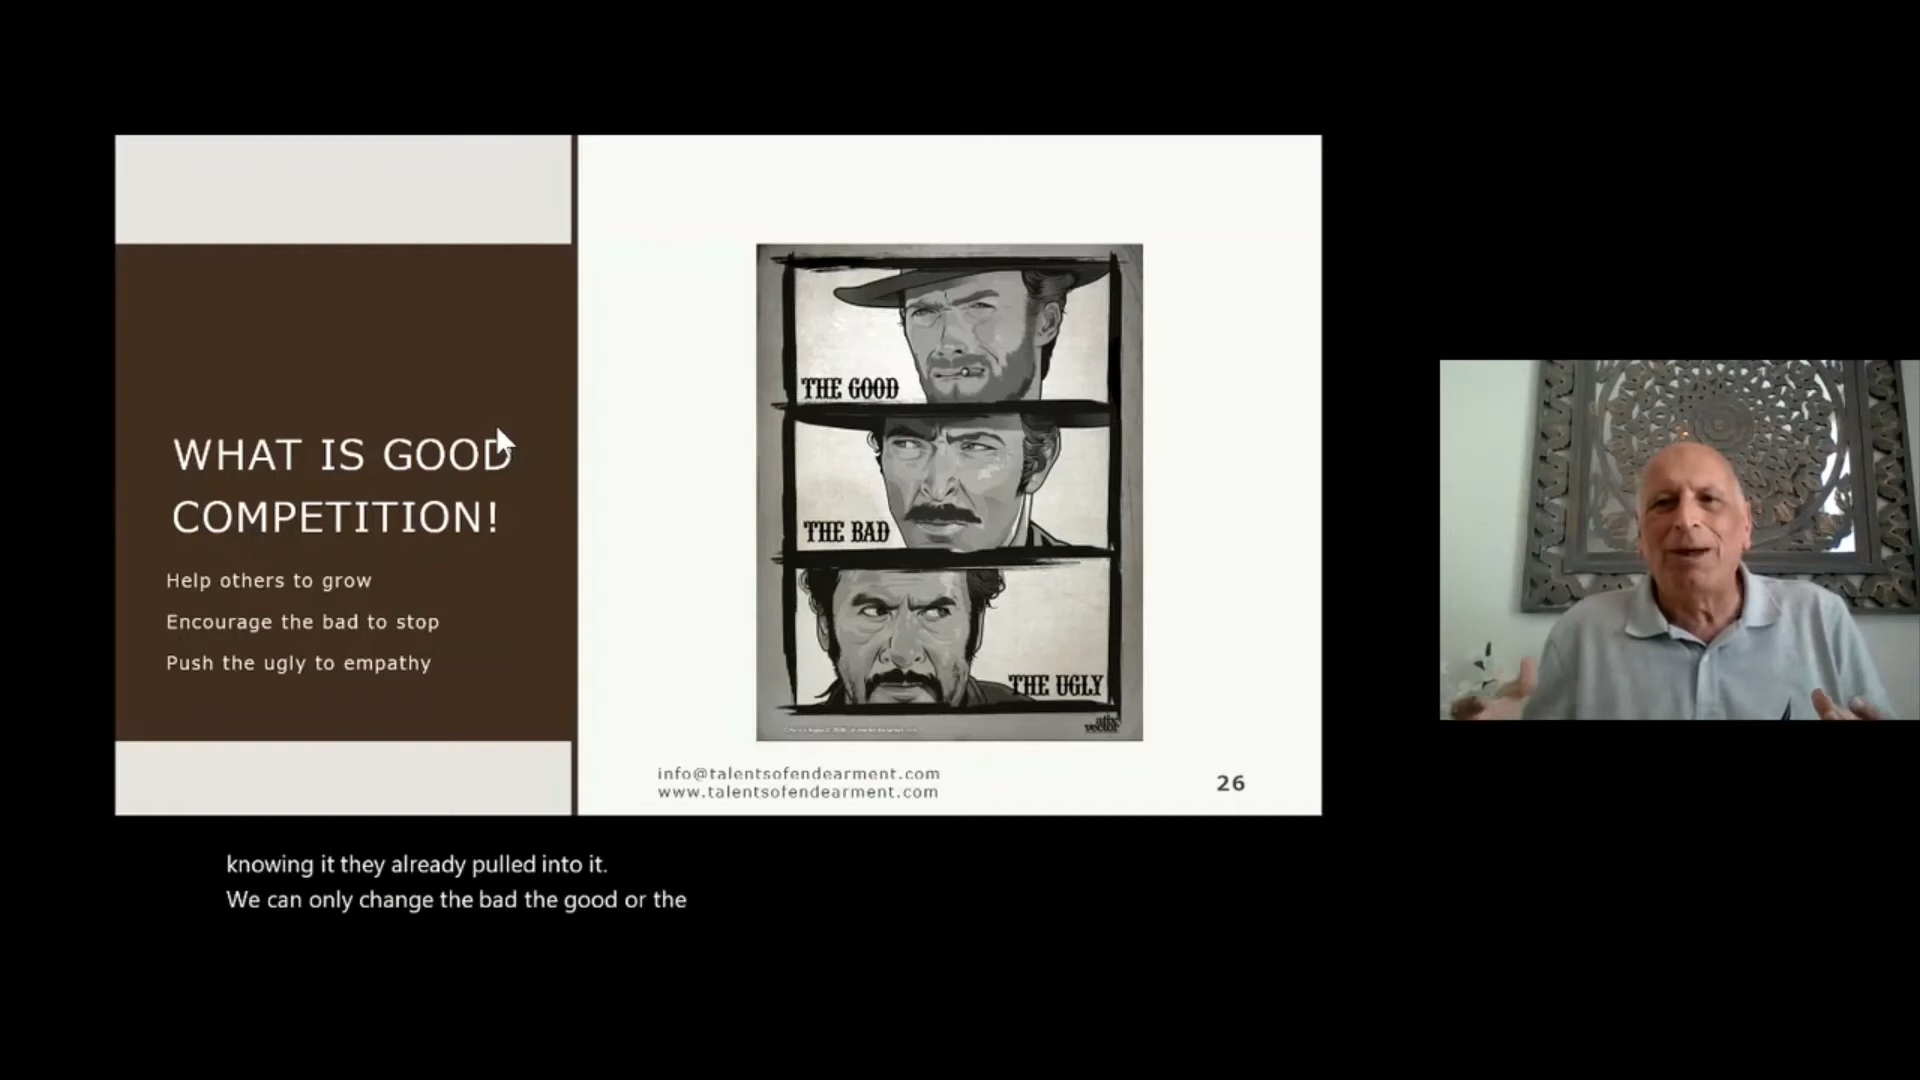 WHAT IS GOOD
COMPETITION!
Help others to grow
Encourage the bad to stop
Push the ugly to empathy
THE GOOD
THE BAD
THE UGLY
vector
info@talentsofendearment.com
www.talentsofendearment.com
26
knowing it they already pulled into it.
We can only change the bad the good or the